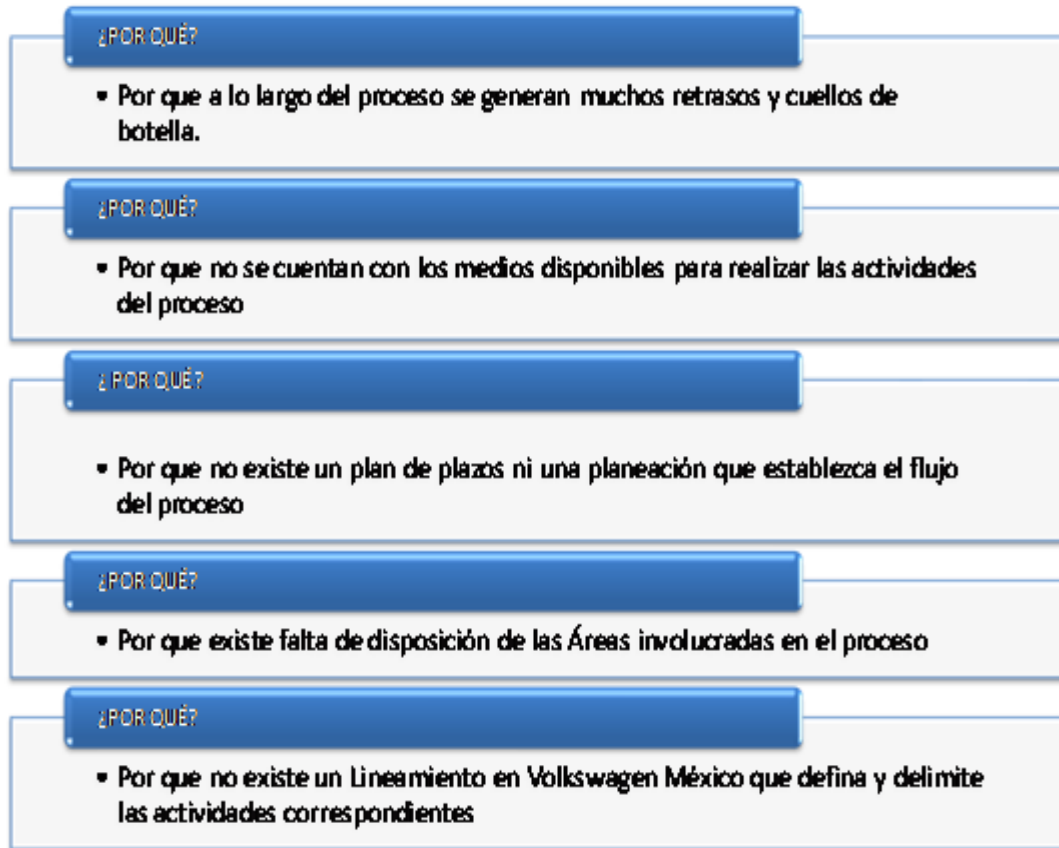 ¿POR QUÉ?
• Por que a lo largo del proceso se generan muchos retrasos y cuellos de
botella.
¿POR QUÉ?
• Por que no se cuentan con los medios disponibles para realizar las actividades
del proceso
¿ POR QUÉ?
• Por que no existe un plan de plazos ni una planeación que establezca el flujo
del proceso
¿POR QUÉ?
• Por que existe falta de disposición de las Áreas involucradas en el proceso
¿POR QUÉ?
• Por que no existe un Lineamiento en Volkswagen México que defina y delimite
las actividades correspondientes